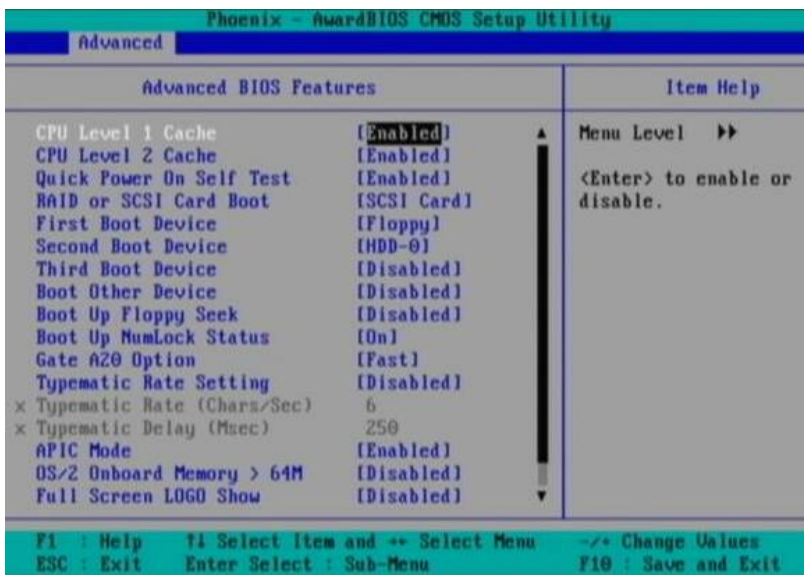 Phoenix - AwardBIOS CMOS Setup Utility
Advanced
Advanced BIOS Features
Item Help
CPU Level 1 Cache [Enabled]
CPU Level 2 Cache [Enabled]
Quick Power On Self Test [Enabled]
RAID or SCSI Card Boot [SCSI Card]
First Boot Device [Floppy]
Second Boot Device [HDD-0]
Third Boot Device [Disabled]
Boot Other Device [Disabled]
Boot Up Floppy Seek [Disabled]
Boot Up NumLock Status [On]
Gate A20 Option [Fast]
Typematic Rate Setting [Disabled]
x Typematic Rate (Chars/Sec) 6
x Typematic Delay (Msec) 250
APIC Mode [Enabled]
OS/2 Onboard Memory > 64M [Disabled]
Full Screen LOGO Show [Disabled]
Menu Level ►►
<Enter> to enable or
disable.
F1 : Help ↑↓ Select Item and ←→ Select Menu -/+ Change Values
ESC : Exit Enter Select : Sub-Menu F10 : Save and Exit